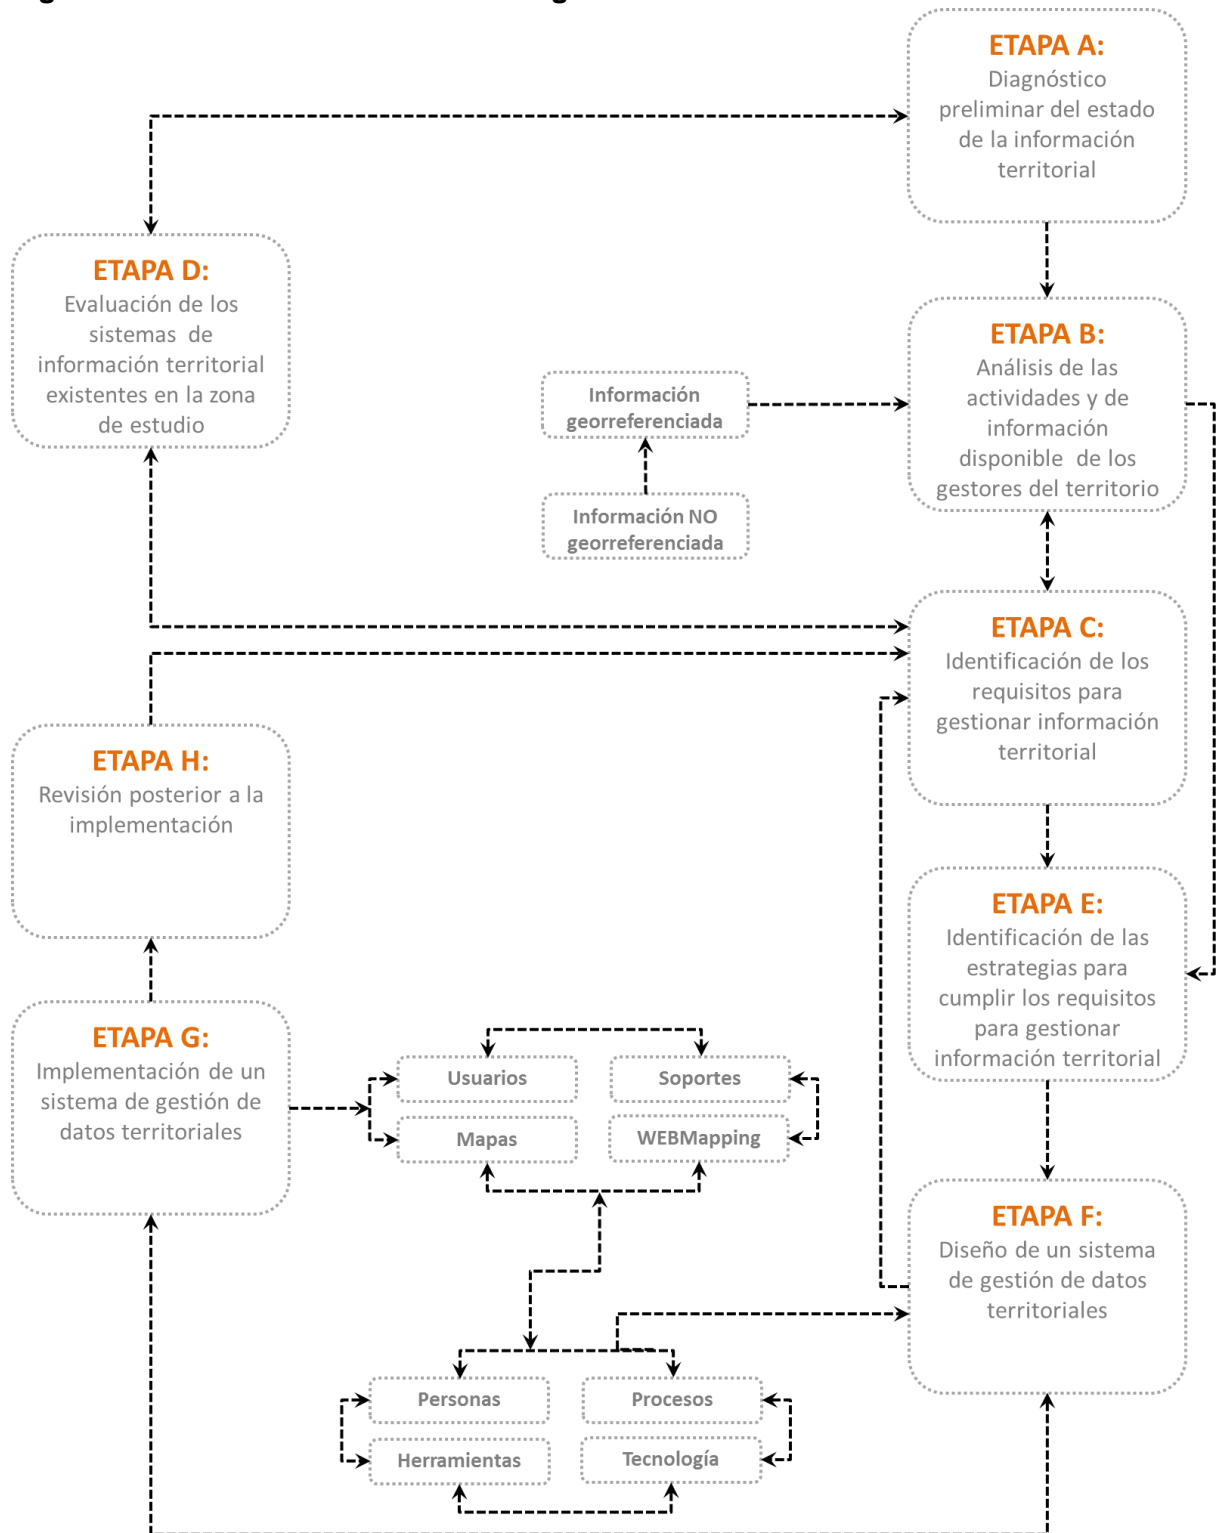 ETAPA A:
Diagnóstico
preliminar del estado
de la información
territorial
ETAPA D:
Evaluación de los
sistemas de
información territorial
existentes en la zona
de estudio
ETAPA B:
Análisis de las
actividades y de
información
disponible de los
gestores del territorio
Información
georreferenciada
Información NO
georreferenciada
ETAPA C:
Identificación de los
requisitos para
gestionar información
territorial
ETAPA H:
Revisión posterior a la
implementación
ETAPA E:
Identificación de las
estrategias para
cumplir los requisitos
para gestionar
información territorial
ETAPA G:
Implementación de un
sistema de gestión de
datos territoriales
Usuarios
Soportes
Mapas
WEBMapping
ETAPA F:
Diseño de un sistema
de gestión de datos
territoriales
Personas
Procesos
Herramientas
Tecnología